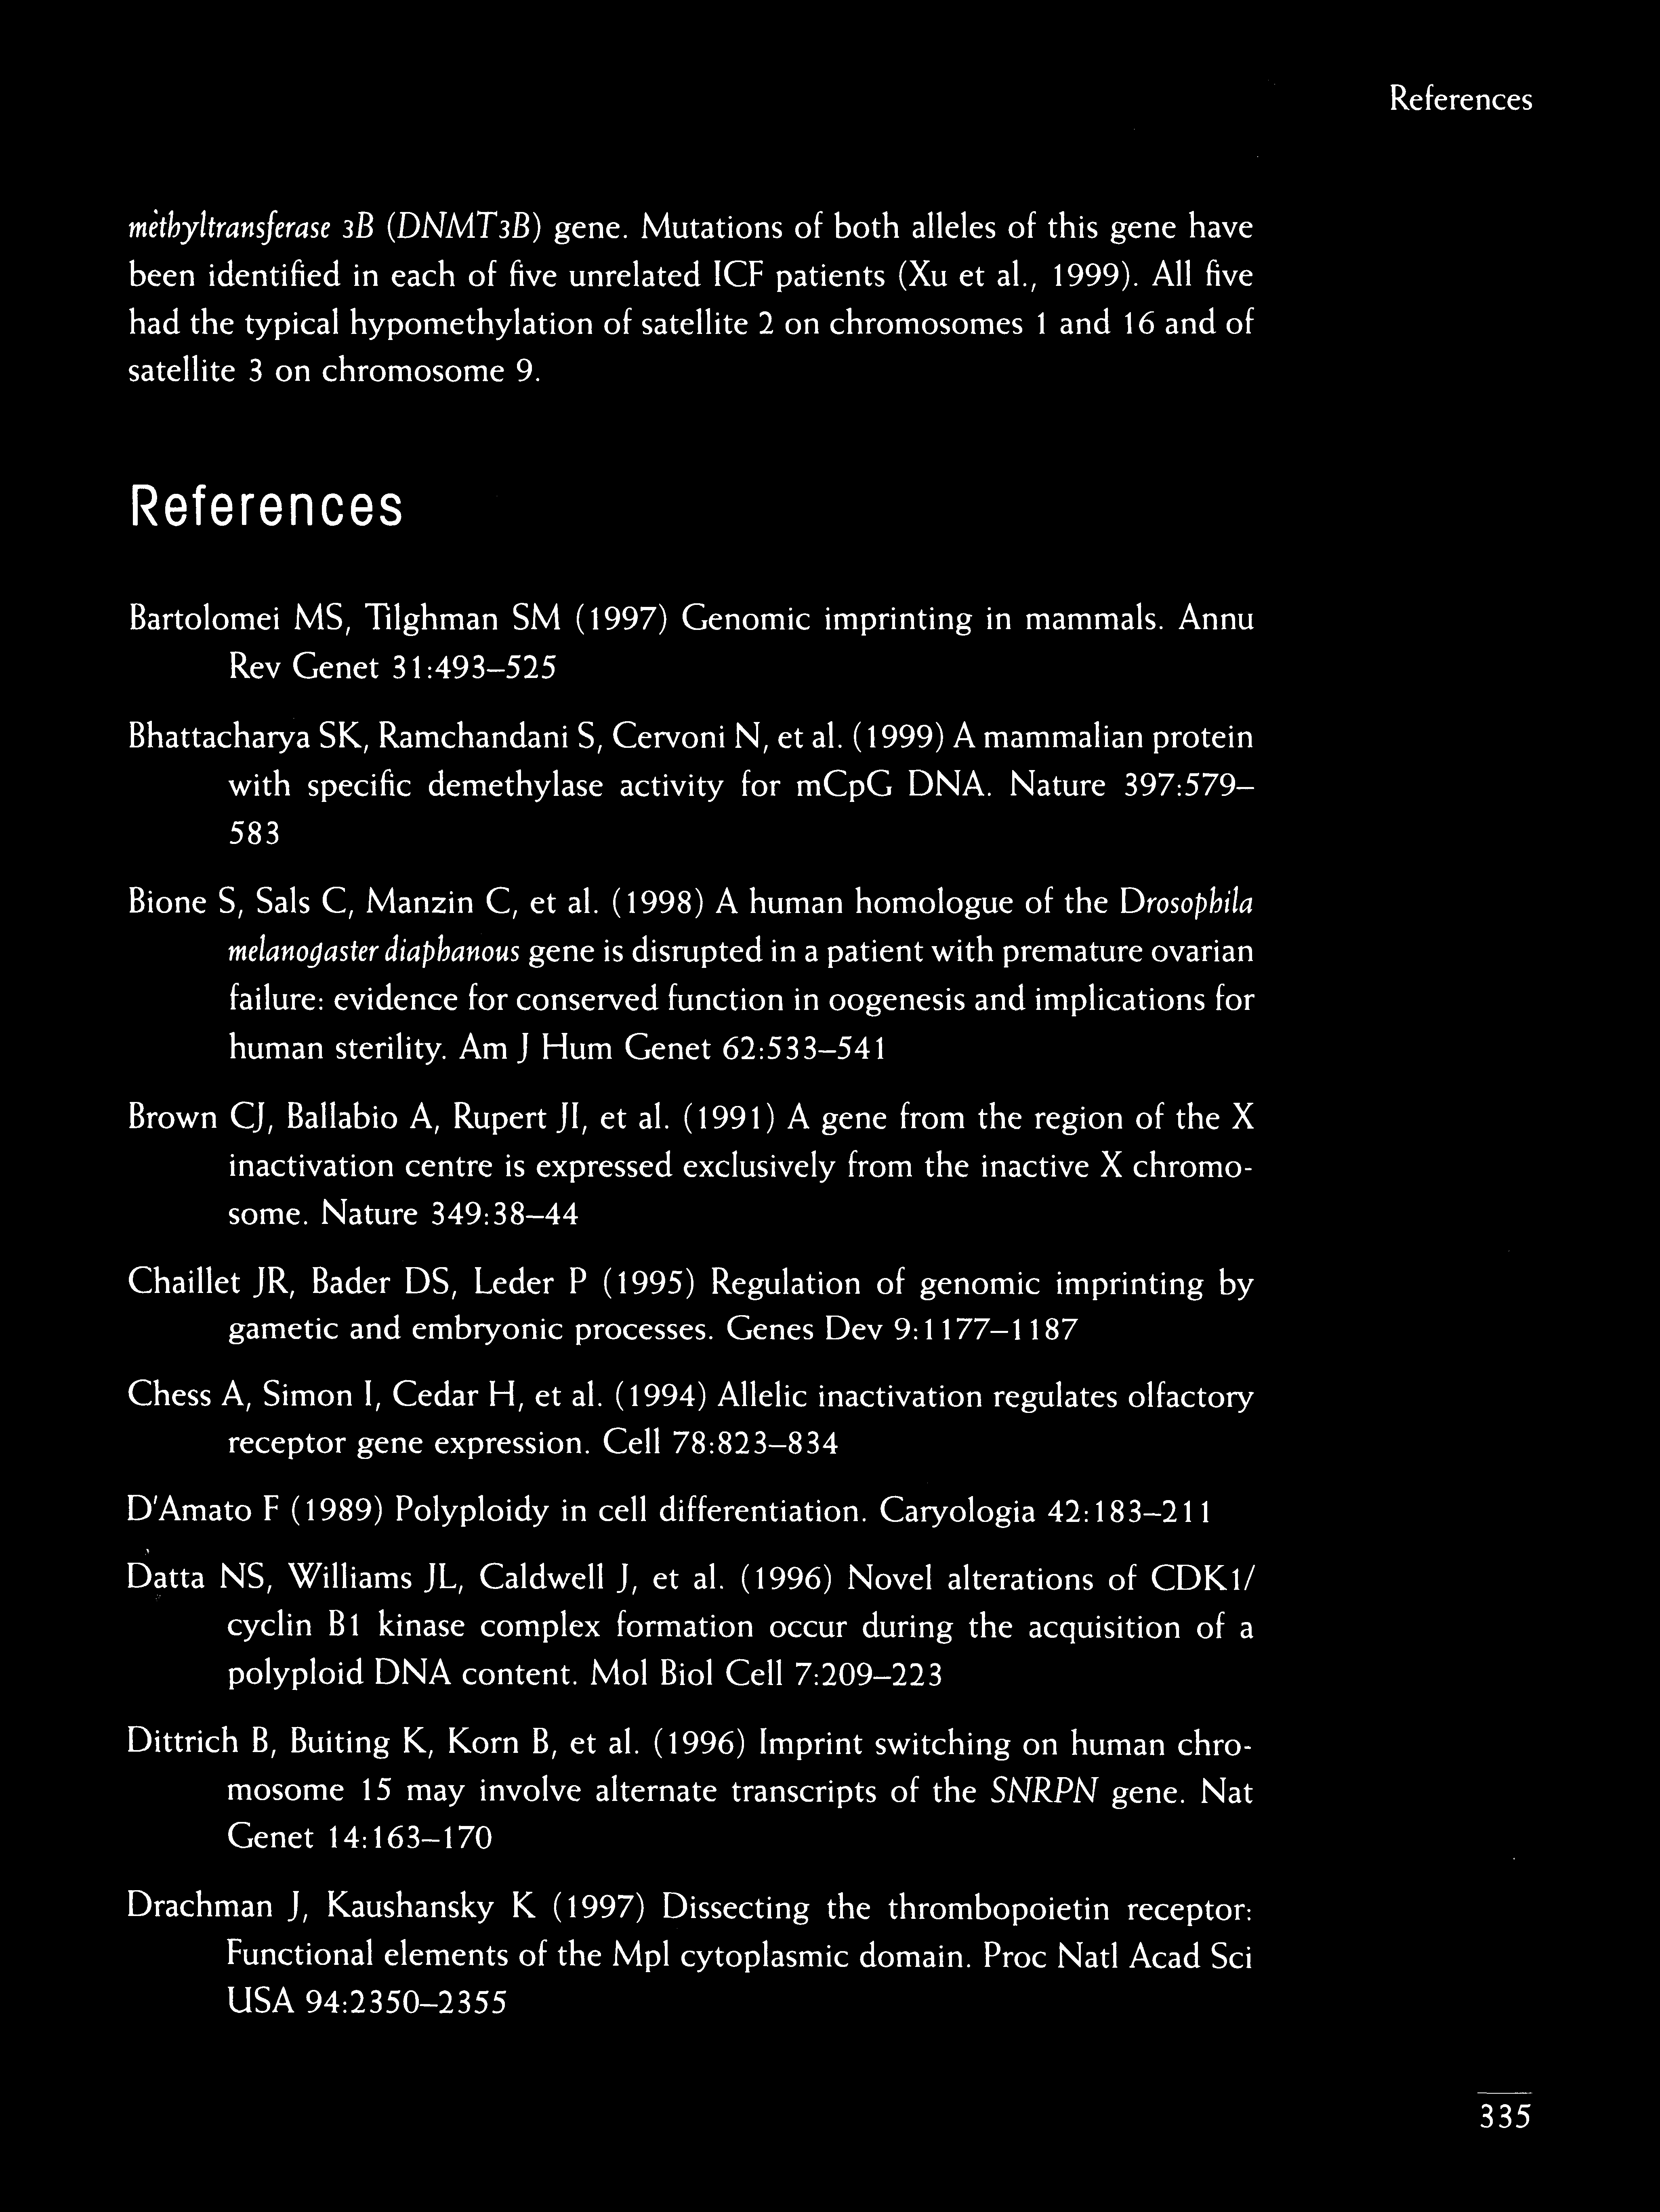 References
methyltransferase 3B (DNMT3B) gene. Mutations of both alleles of this gene have
been identified in each of five unrelated ICF patients (Xu et al., 1999). All five
had the typical hypomethylation of satellite 2 on chromosomes 1 and 16 and of
satellite 3 on chromosome 9.
References
Bartolomei MS, Tilghman SM (1997) Genomic imprinting in mammals. Annu
Rev Genet 31:493–525
Bhattacharya SK, Ramchandani S, Cervoni N, et al. (1999) A mammalian protein
with specific demethylase activity for mCpG DNA. Nature 397:579–
583
Bione S, Sals C, Manzin C, et al. (1998) A human homologue of the Drosophila
melanogaster diaphanous gene is disrupted in a patient with premature ovarian
failure: evidence for conserved function in oogenesis and implications for
human sterility. Am J Hum Genet 62:533–541
Brown CJ, Ballabio A, Rupert JI, et al. (1991) A gene from the region of the X
inactivation centre is expressed exclusively from the inactive X chromo-
some. Nature 349:38–44
Chaillet JR, Bader DS, Leder P (1995) Regulation of genomic imprinting by
gametic and embryonic processes. Genes Dev 9:1177–1187
Chess A, Simon I, Cedar H, et al. (1994) Allelic inactivation regulates olfactory
receptor gene expression. Cell 78:823–834
D'Amato F (1989) Polyploidy in cell differentiation. Caryologia 42:183–211
Datta NS, Williams JL, Caldwell J, et al. (1996) Novel alterations of CDK1/
cyclin B1 kinase complex formation occur during the acquisition of a
polyploid DNA content. Mol Biol Cell 7:209–223
Dittrich B, Buiting K, Korn B, et al. (1996) Imprint switching on human chro-
mosome 15 may involve alternate transcripts of the SNRPN gene. Nat
Genet 14:163–170
Drachman J, Kaushansky K (1997) Dissecting the thrombopoietin receptor:
Functional elements of the Mpl cytoplasmic domain. Proc Natl Acad Sci
USA 94:2350–2355
335